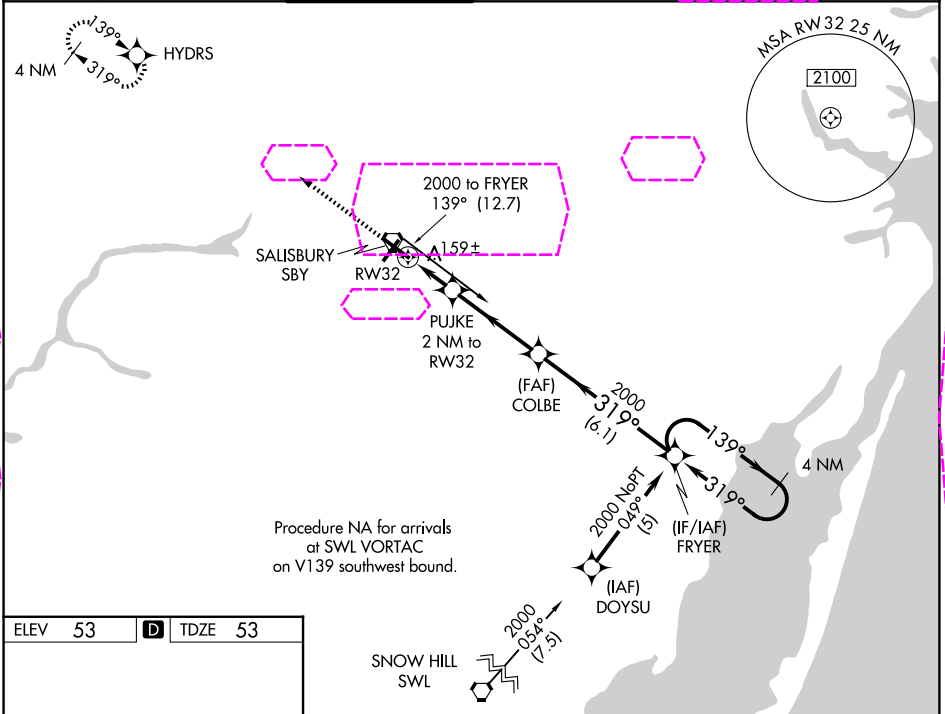 139°
HYDRS
4 NM
319°
MSA RW32 25 NM
2100
2000 to FRYER
139° (12.7)
159±
SALISBURY
SBY
RW32
PUJKE
2 NM to
RW32
(FAF)
COLBE
2000
319°
(6.1)
139°
4 NM
319°
2000 NoPT
049°
(5)
(IF/IAF)
FRYER
Procedure NA for arrivals
at SWL VORTAC
on V139 southwest bound.
(IAF)
DOYSU
2000
054°
(7.5)
SNOW HILL
SWL
ELEV 53 D TDZE 53